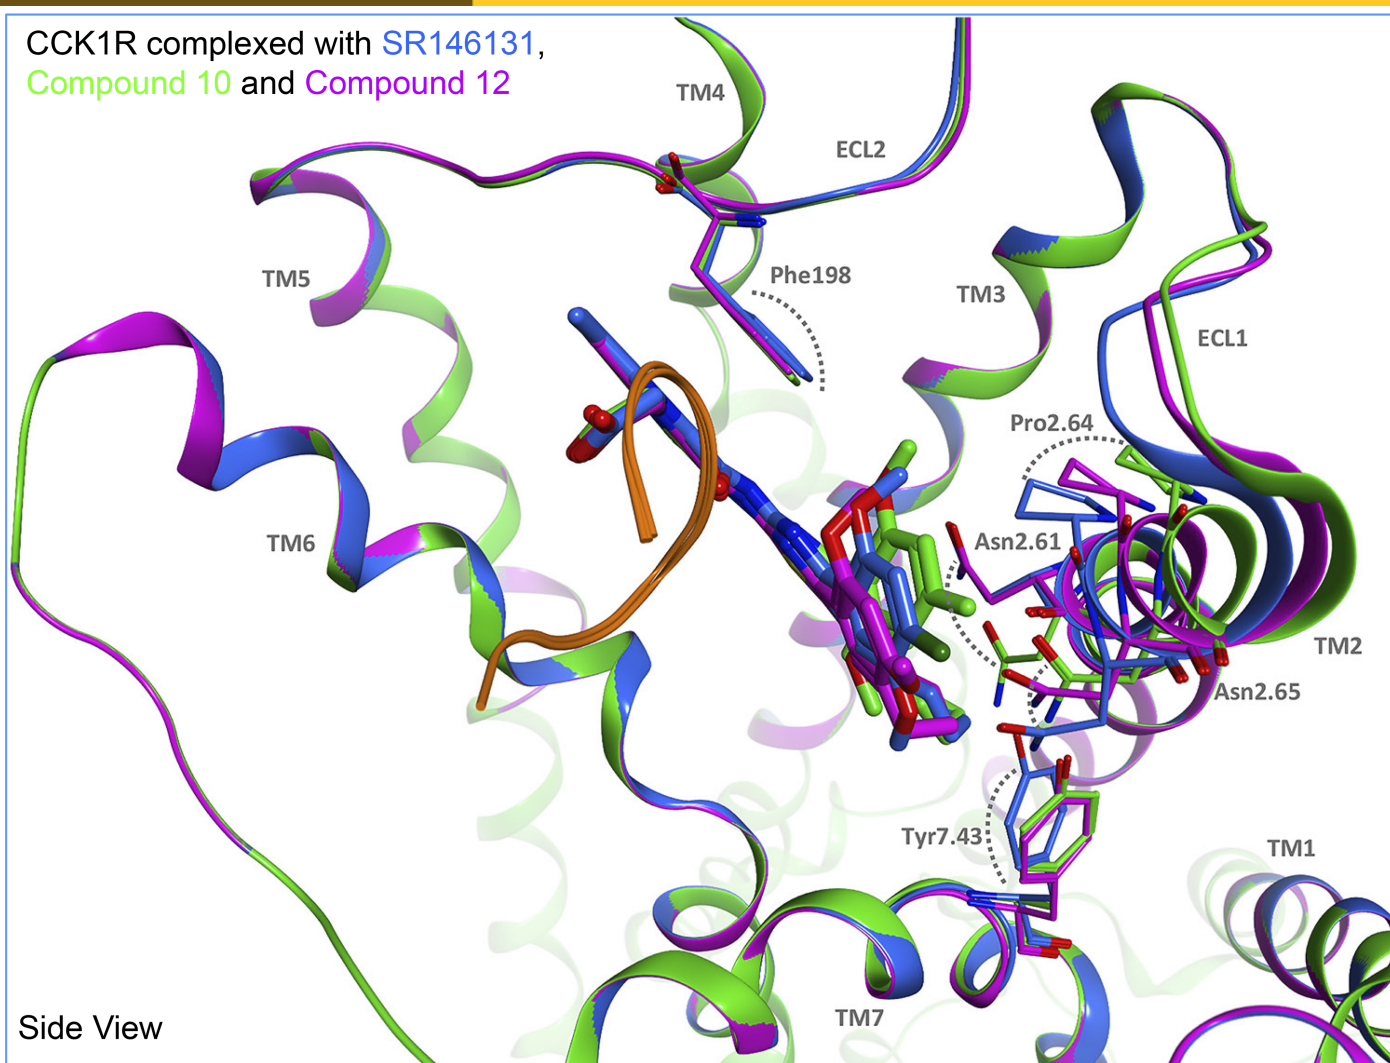 CCK1R complexed with SR146131,
Compound 10 and Compound 12
TM4
ECL2
TM5
Phe198
TM3
ECL1
Pro2.64
TM6
Asn2.61
TM2
Asn2.65
Tyr7.43
TM1
TM7
Side View